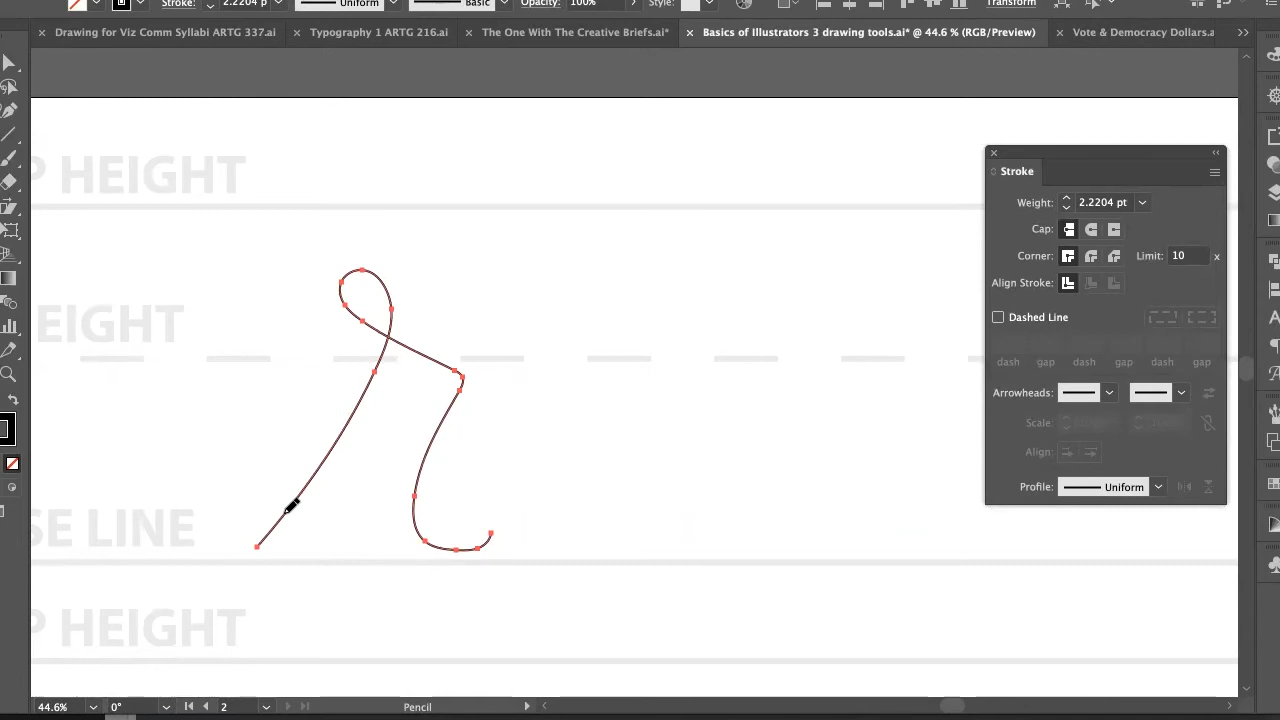 Stroke: 2.2204 p Uniform Basic Opacity: 100% Style: Transform
Drawing for Viz Comm Syllabi ARTG 337.ai Typography 1 ARTG 216.ai The One With The Creative Briefs.ai* Basics of Illustrators 3 drawing tools.ai* @ 44.6 % (RGB/Preview) Vote & Democracy Dollars.a
P HEIGHT
EIGHT
SE LINE
P HEIGHT
Stroke
Weight: 2.2204 pt
Cap:
Corner: Limit: 10 x
Align Stroke:
Dashed Line
dash gap dash gap dash gap
Arrowheads:
Scale:
Align:
Profile: Uniform
44.6% 0° 2 Pencil